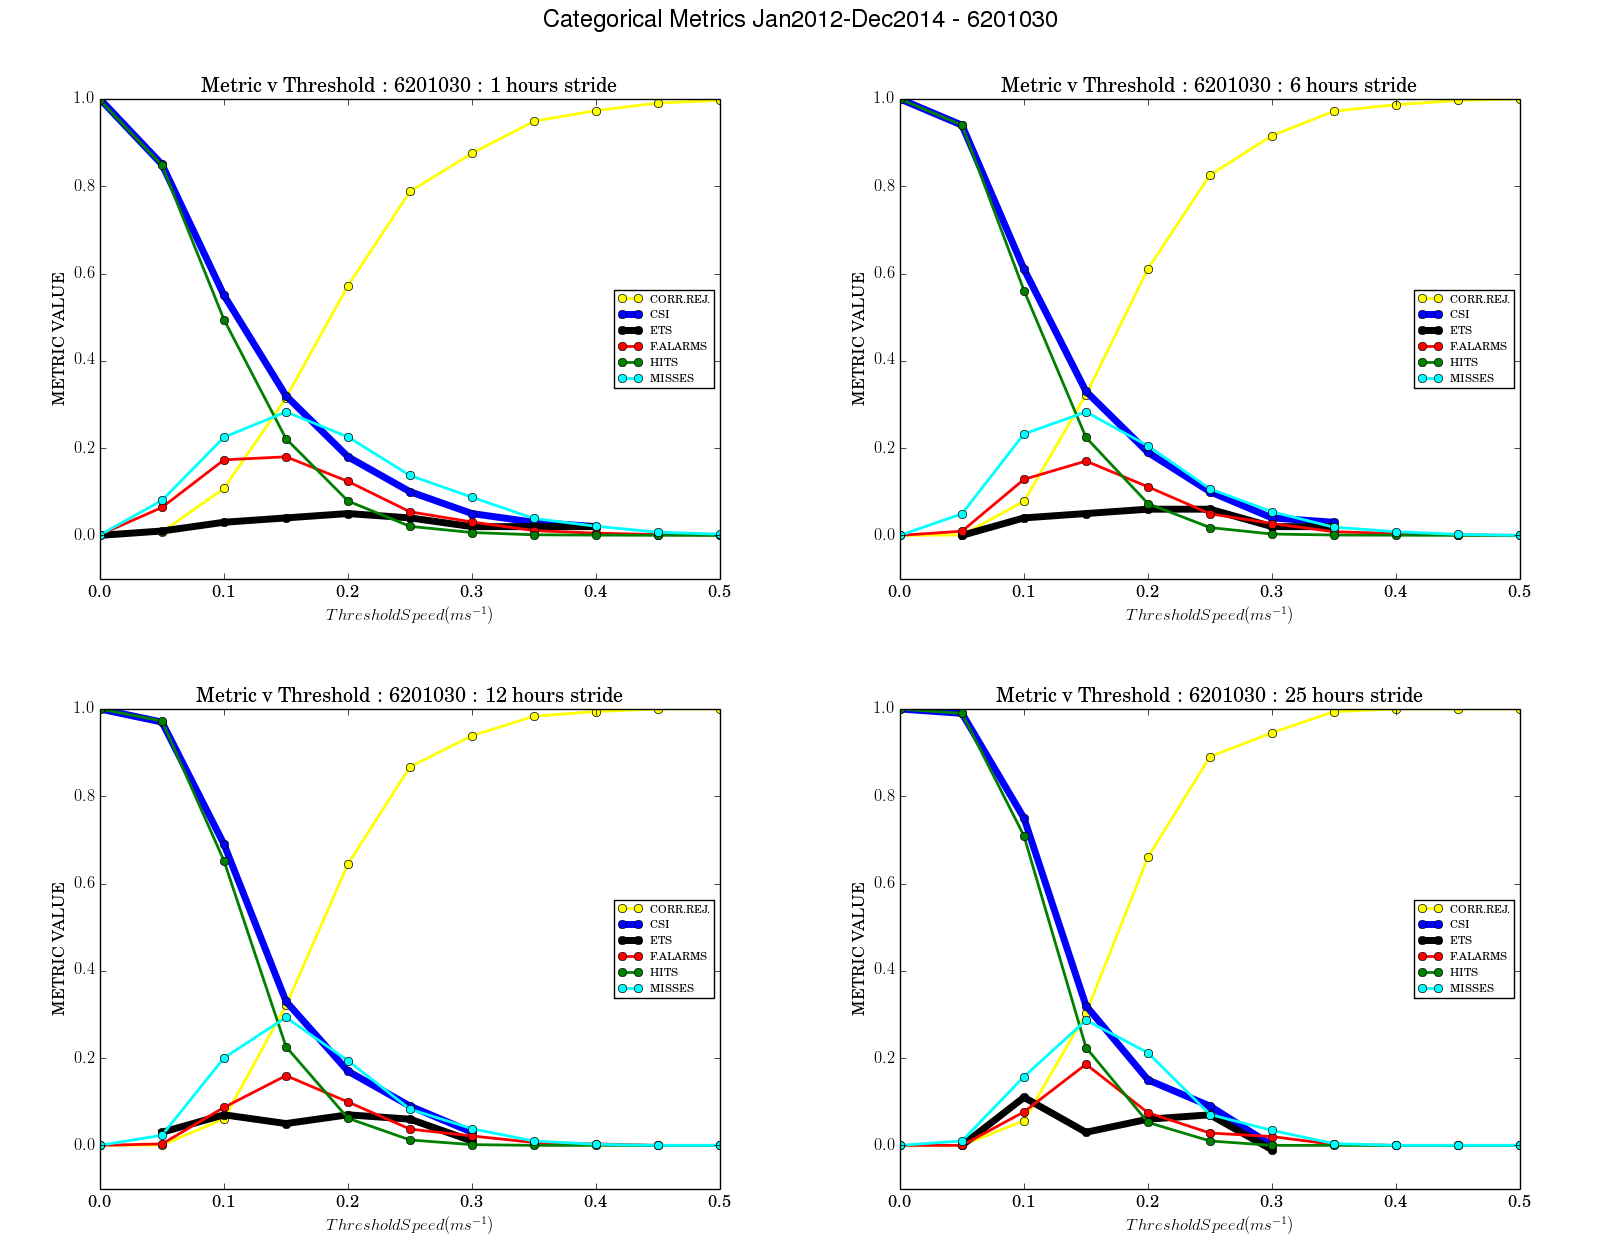 Categorical Metrics Jan2012-Dec2014 - 6201030
Metric v Threshold : 6201030 : 1 hours stride
1.0
0.8
0.6
0.4
0.2
0.0
METRIC VALUE
CORR.REJ.
CSI
ETS
F.ALARMS
HITS
MISSES
0.0 0.1 0.2 0.3 0.4 0.5
ThresholdSpeed(ms⁻¹)
Metric v Threshold : 6201030 : 6 hours stride
1.0
0.8
0.6
0.4
0.2
0.0
METRIC VALUE
CORR.REJ.
CSI
ETS
F.ALARMS
HITS
MISSES
0.0 0.1 0.2 0.3 0.4 0.5
ThresholdSpeed(ms⁻¹)
Metric v Threshold : 6201030 : 12 hours stride
1.0
0.8
0.6
0.4
0.2
0.0
METRIC VALUE
CORR.REJ.
CSI
ETS
F.ALARMS
HITS
MISSES
0.0 0.1 0.2 0.3 0.4 0.5
ThresholdSpeed(ms⁻¹)
Metric v Threshold : 6201030 : 25 hours stride
1.0
0.8
0.6
0.4
0.2
0.0
METRIC VALUE
CORR.REJ.
CSI
ETS
F.ALARMS
HITS
MISSES
0.0 0.1 0.2 0.3 0.4 0.5
ThresholdSpeed(ms⁻¹)